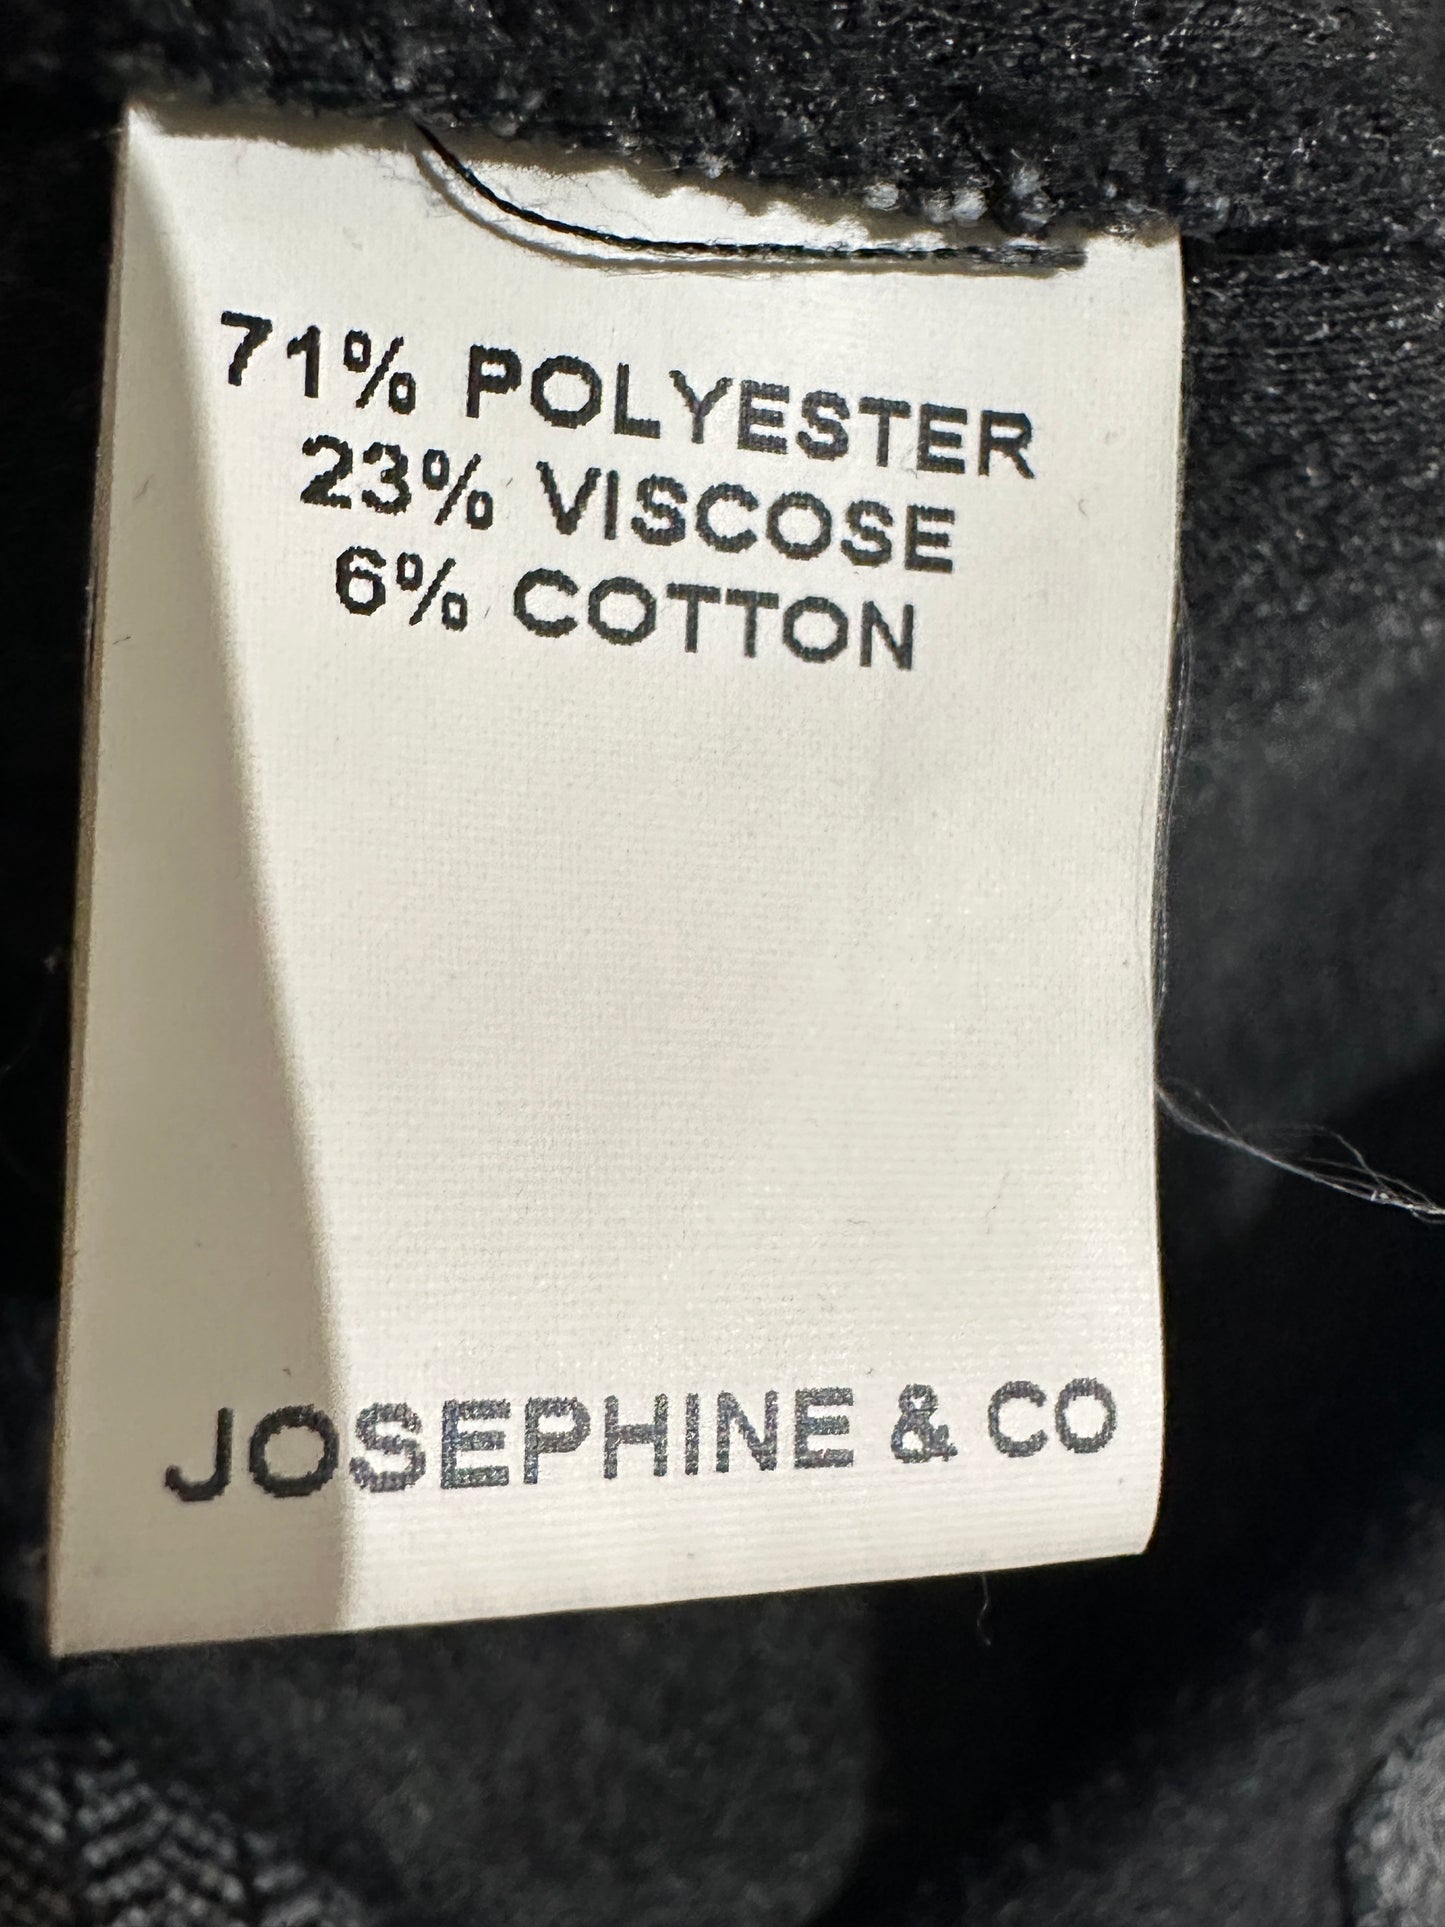 71% POLYESTER
23% VISCOSE
6% COTTON
JOSEPHINE & CO